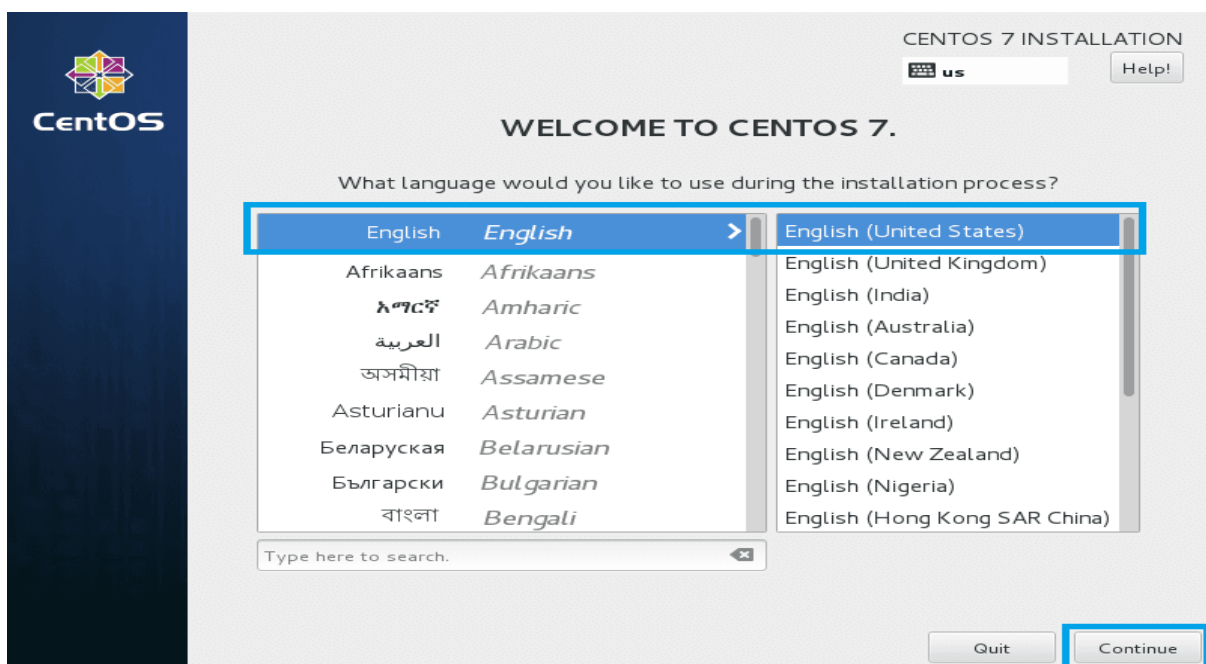 CENTOS 7 INSTALLATION
us
Help!
CentOS
WELCOME TO CENTOS 7.
What language would you like to use during the installation process?
English English English (United States)
Afrikaans Afrikaans English (United Kingdom)
አማርኛ Amharic English (India)
العربية Arabic English (Australia)
অসমীয়া Assamese English (Canada)
Asturianu Asturian English (Denmark)
Беларуская Belarusian English (Ireland)
Български Bulgarian English (New Zealand)
বাংলা Bengali English (Nigeria)
English (Hong Kong SAR China)
Type here to search.
Quit Continue